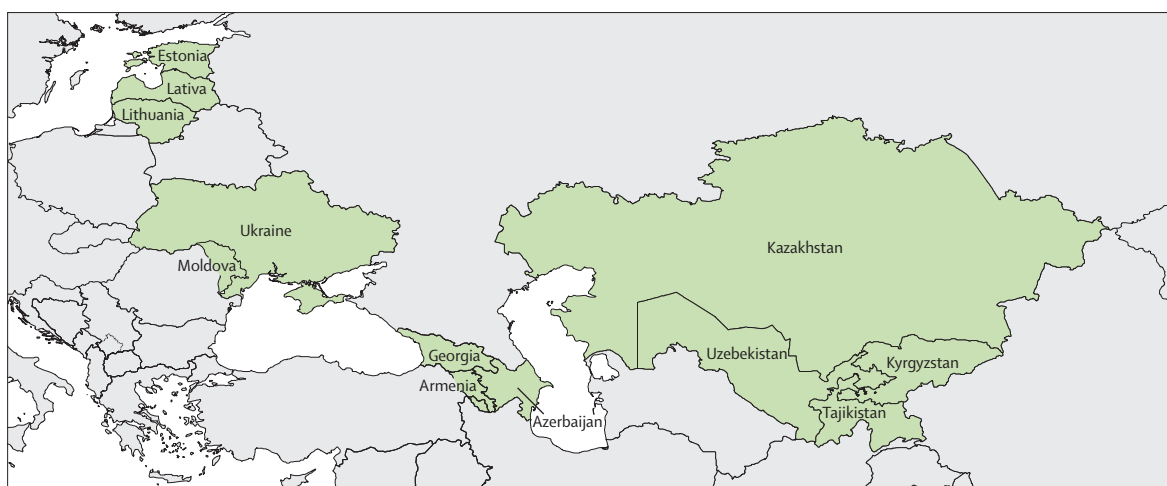 Estonia
Lativa
Lithuania
Ukraine
Moldova
Kazakhstan
Georgia
Uzebekistan
Kyrgyzstan
Armenia
Tajikistan
Azerbaijan